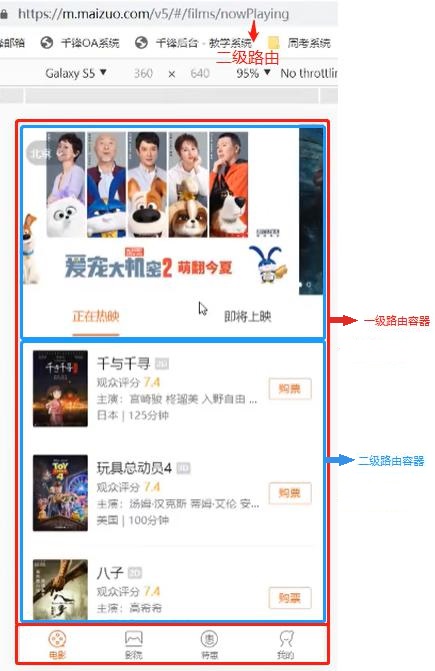 https://m.maizuo.com/v5/#/films/nowPlaying
邮箱 千锋OA系统 千锋后台 - 教学系统 周考系统
二级路由
Galaxy S5 ▼ 360 × 640 95% ▼ No throttlin
北京
爱宠大机密2 萌翻今夏
正在热映 即将上映
一级路由容器
千与千寻 2D
观众评分 7.4
主演: 宫崎骏 柊瑠美 入野自由 ...
日本 | 125分钟
购票
二级路由容器
玩具总动员4 3D
观众评分 7.4
主演: 汤姆·汉克斯 蒂姆·艾伦 安...
美国 | 100分钟
购票
八子 2D
观众评分 7.4
主演: 高希希
购票
电影 影院 特惠 我的